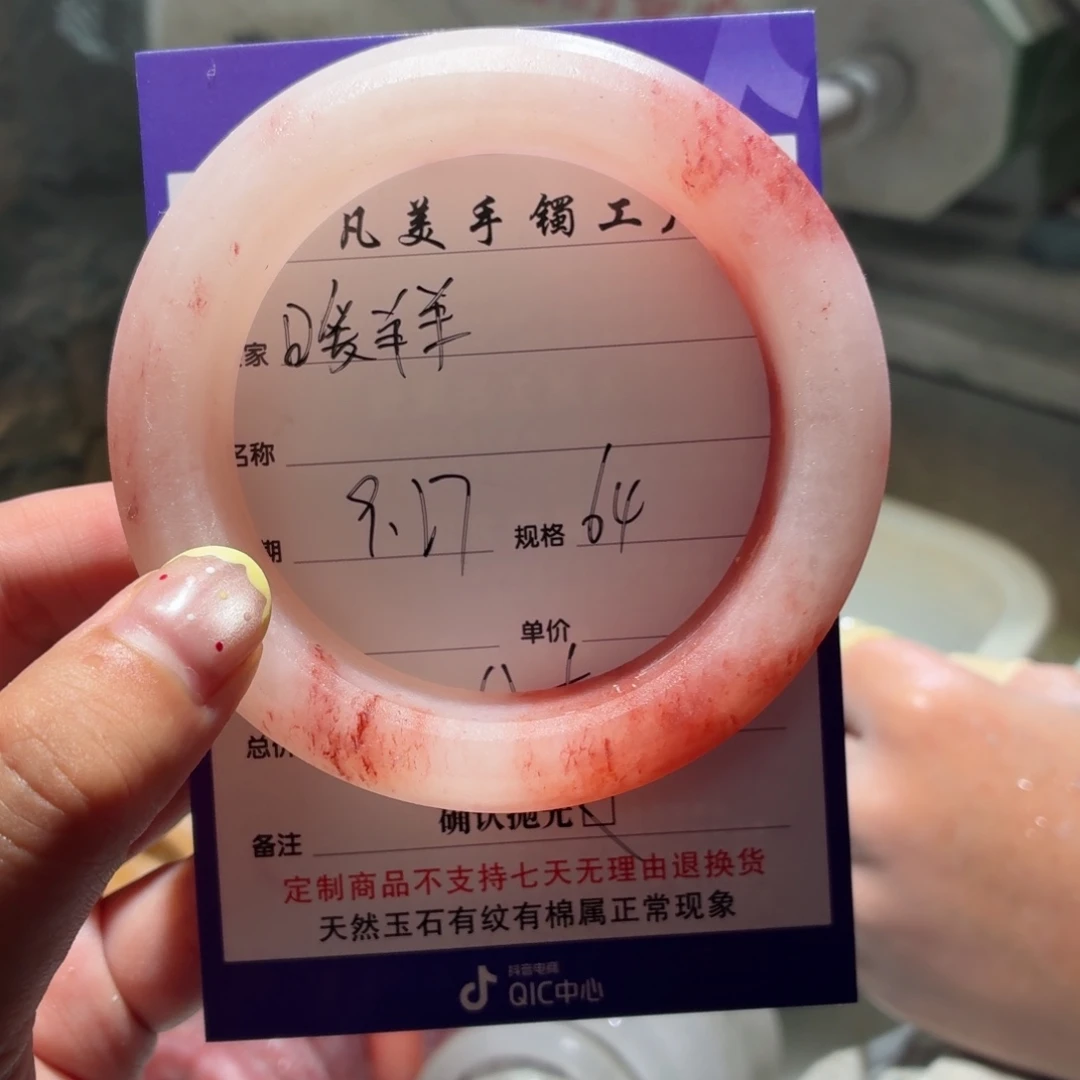 凡美手镯工
家 暖羊羊
名称
期 9.17 规格 64
单价
总价
确认抛光
备注
定制商品不支持七天无理由退换货
天然玉石有纹有棉属正常现象
抖音电商
QIC中心